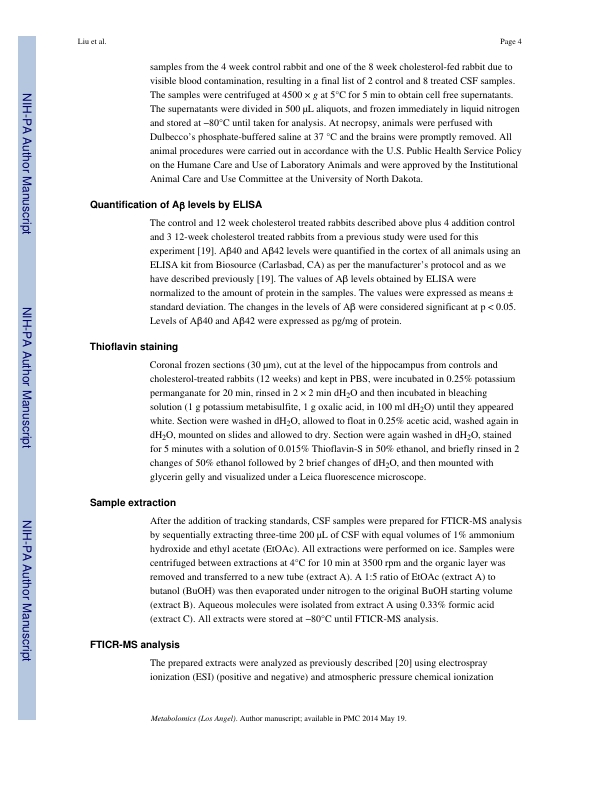 Liu et al.
Page 4
samples from the 4 week control rabbit and one of the 8 week cholesterol-fed rabbit due to
visible blood contamination, resulting in a final list of 2 control and 8 treated CSF samples.
The samples were centrifuged at 4500 × g at 5°C for 5 min to obtain cell free supernatants.
The supernatants were divided in 500 μL aliquots, and frozen immediately in liquid nitrogen
and stored at −80°C until taken for analysis. At necropsy, animals were perfused with
Dulbecco's phosphate-buffered saline at 37 °C and the brains were promptly removed. All
animal procedures were carried out in accordance with the U.S. Public Health Service Policy
on the Humane Care and Use of Laboratory Animals and were approved by the Institutional
Animal Care and Use Committee at the University of North Dakota.
Quantification of Aβ levels by ELISA
The control and 12 week cholesterol treated rabbits described above plus 4 addition control
and 3 12-week cholesterol treated rabbits from a previous study were used for this
experiment [19]. Aβ40 and Aβ42 levels were quantified in the cortex of all animals using an
ELISA kit from Biosource (Carlasbad, CA) as per the manufacturer's protocol and as we
have described previously [19]. The values of Aβ levels obtained by ELISA were
normalized to the amount of protein in the samples. The values were expressed as means ±
standard deviation. The changes in the levels of Aβ were considered significant at p < 0.05.
Levels of Aβ40 and Aβ42 were expressed as pg/mg of protein.
Thioflavin staining
Coronal frozen sections (30 μm), cut at the level of the hippocampus from controls and
cholesterol-treated rabbits (12 weeks) and kept in PBS, were incubated in 0.25% potassium
permanganate for 20 min, rinsed in 2 × 2 min dH2O and then incubated in bleaching
solution (1 g potassium metabisulfite, 1 g oxalic acid, in 100 ml dH2O) until they appeared
white. Section were washed in dH2O, allowed to float in 0.25% acetic acid, washed again in
dH2O, mounted on slides and allowed to dry. Section were again washed in dH2O, stained
for 5 minutes with a solution of 0.015% Thioflavin-S in 50% ethanol, and briefly rinsed in 2
changes of 50% ethanol followed by 2 brief changes of dH2O, and then mounted with
glycerin gelly and visualized under a Leica fluorescence microscope.
Sample extraction
After the addition of tracking standards, CSF samples were prepared for FTICR-MS analysis
by sequentially extracting three-time 200 μL of CSF with equal volumes of 1% ammonium
hydroxide and ethyl acetate (EtOAc). All extractions were performed on ice. Samples were
centrifuged between extractions at 4°C for 10 min at 3500 rpm and the organic layer was
removed and transferred to a new tube (extract A). A 1:5 ratio of EtOAc (extract A) to
butanol (BuOH) was then evaporated under nitrogen to the original BuOH starting volume
(extract B). Aqueous molecules were isolated from extract A using 0.33% formic acid
(extract C). All extracts were stored at −80°C until FTICR-MS analysis.
FTICR-MS analysis
The prepared extracts were analyzed as previously described [20] using electrospray
ionization (ESI) (positive and negative) and atmospheric pressure chemical ionization
Metabolomics (Los Angel). Author manuscript; available in PMC 2014 May 19.
NIH-PA Author Manuscript
NIH-PA Author Manuscript
NIH-PA Author Manuscript